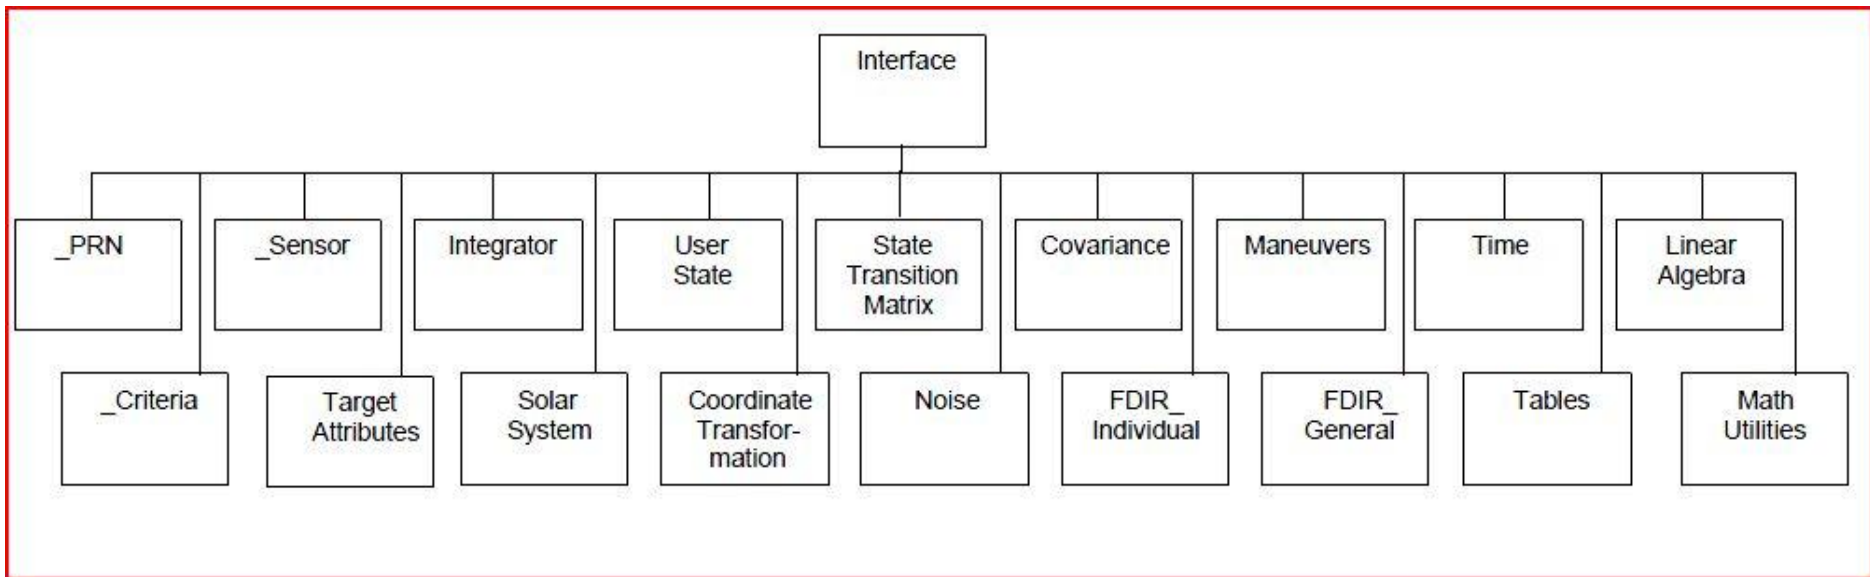 Interface
_PRN
_Sensor
Integrator
User
State
State
Transition
Matrix
Covariance
Maneuvers
Time
Linear
Algebra
_Criteria
Target
Attributes
Solar
System
Coordinate
Transfor-
mation
Noise
FDIR_
Individual
FDIR_
General
Tables
Math
Utilities